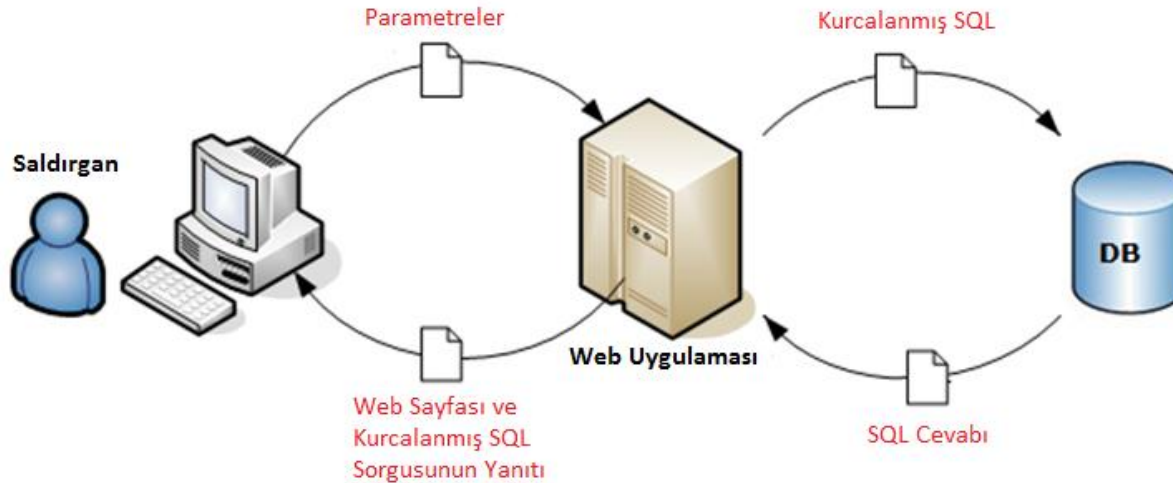 Parametreler
Kurcalanmış SQL
Saldırgan
DB
Web Uygulaması
Web Sayfası ve
Kurcalanmış SQL
Sorgusunun Yanıtı
SQL Cevabı